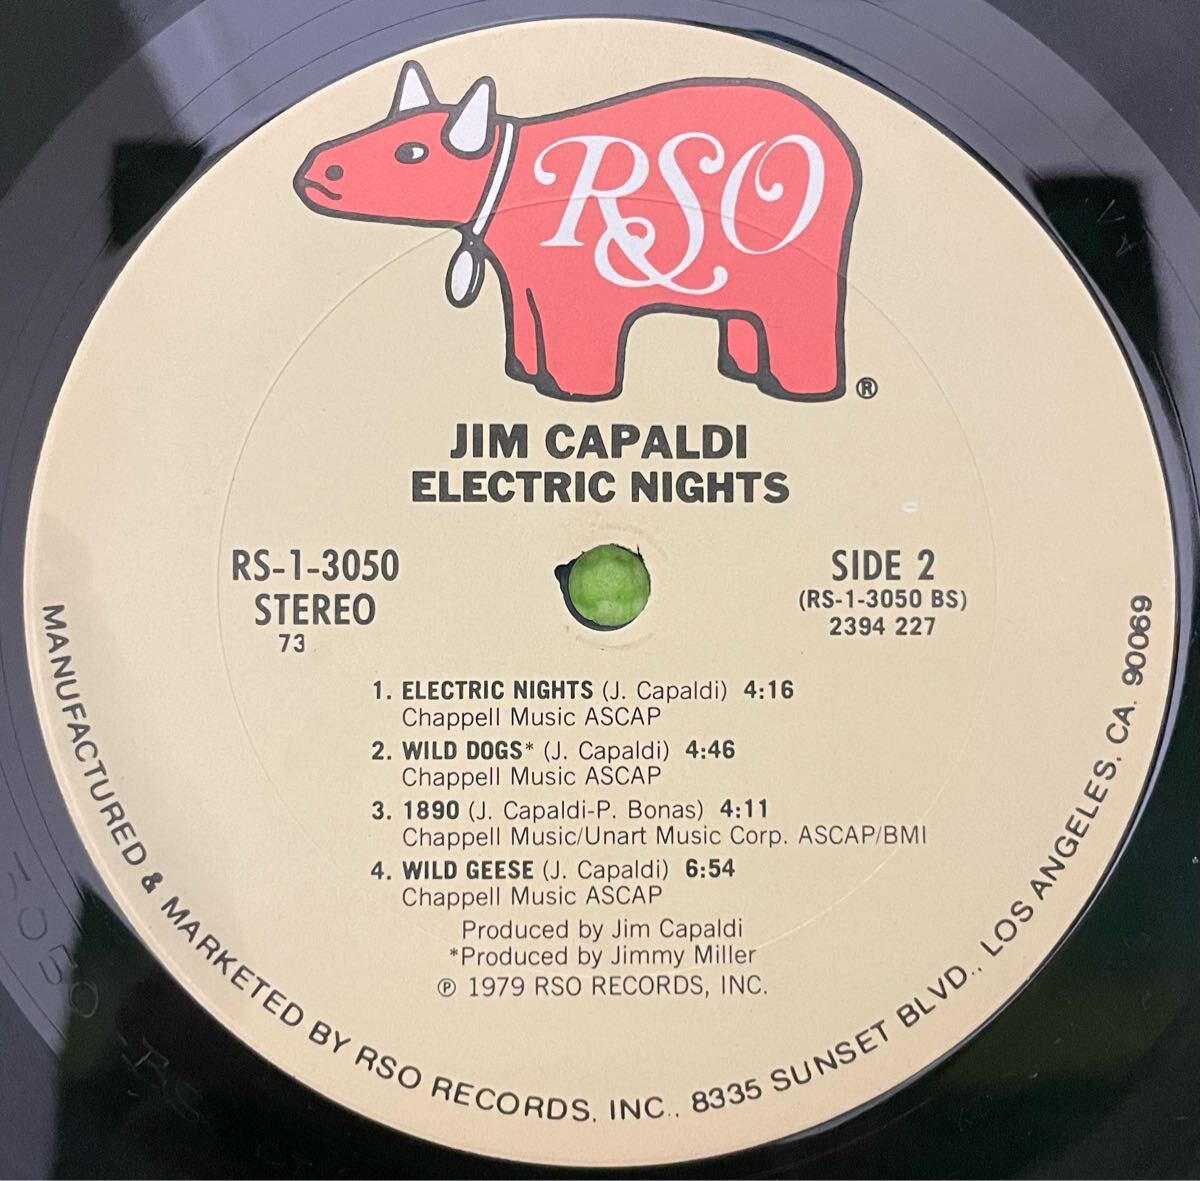 RSO
®
JIM CAPALDI
ELECTRIC NIGHTS
RS-1-3050
STEREO
73
SIDE 2
(RS-1-3050 BS)
2394 227
1. ELECTRIC NIGHTS (J. Capaldi) 4:16
Chappell Music ASCAP
2. WILD DOGS* (J. Capaldi) 4:46
Chappell Music ASCAP
3. 1890 (J. Capaldi-P. Bonas) 4:11
Chappell Music/Unart Music Corp. ASCAP/BMI
4. WILD GEESE (J. Capaldi) 6:54
Chappell Music ASCAP
Produced by Jim Capaldi
*Produced by Jimmy Miller
℗ 1979 RSO RECORDS, INC.
MANUFACTURED & MARKETED BY RSO RECORDS, INC., 8335 SUNSET BLVD., LOS ANGELES, CA. 90069